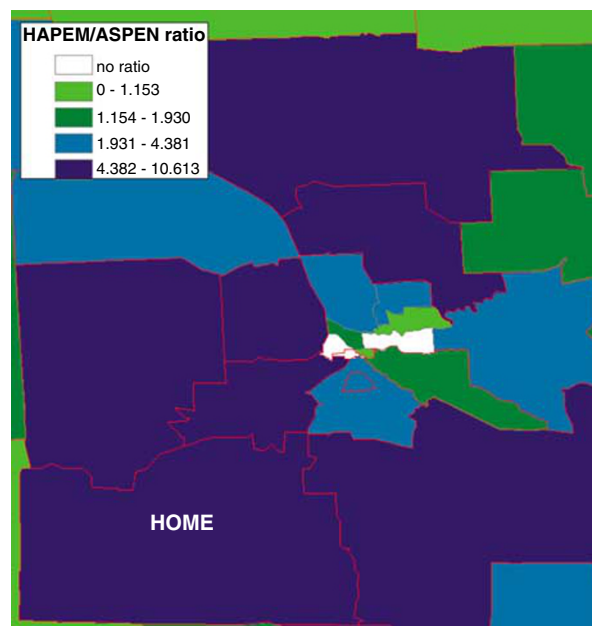 HAPEM/ASPEN ratio
no ratio
0 - 1.153
1.154 - 1.930
1.931 - 4.381
4.382 - 10.613
HOME